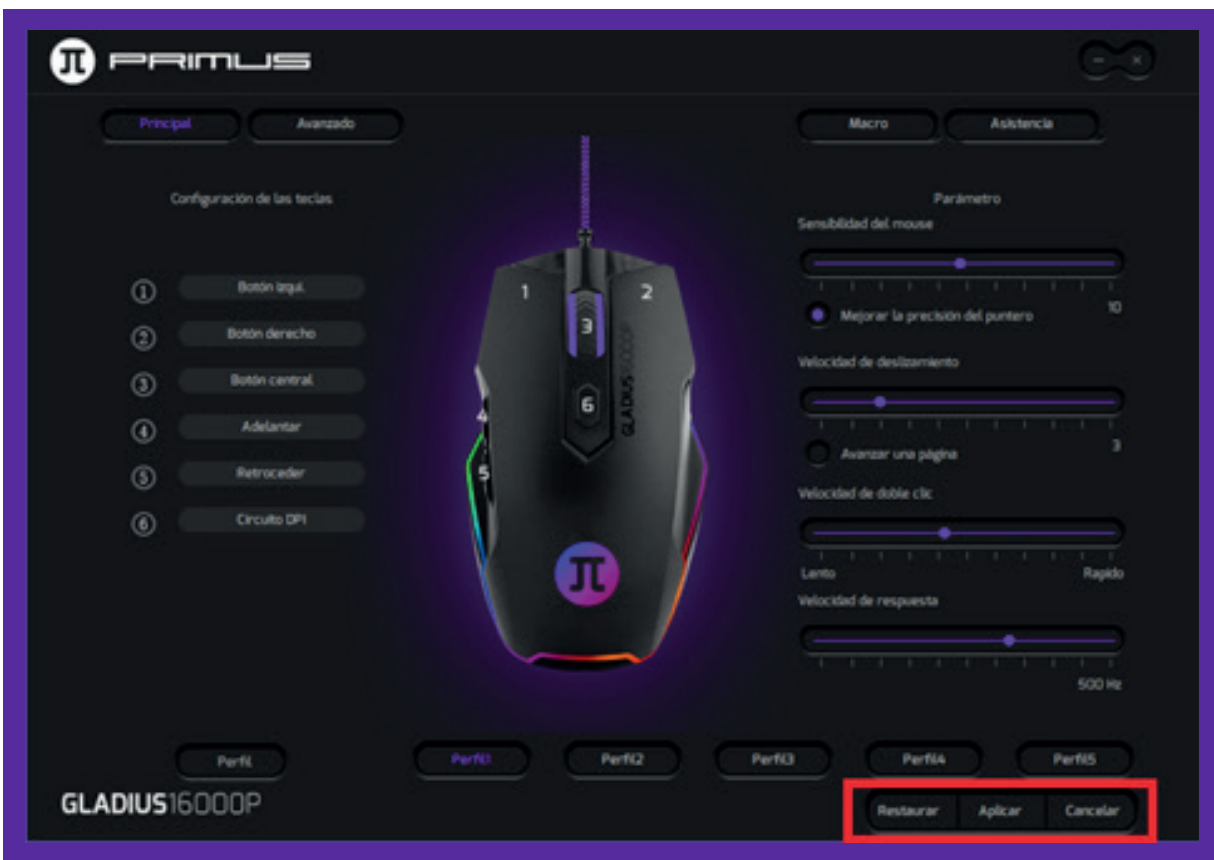 PRIMUS
Principal
Avanzado
Macro
Asistencia
Configuración de las teclas
① Botón izqui.
② Botón derecho
③ Botón central
④ Adelantar
⑤ Retroceder
⑥ Circuito DPI
1
2
3
6
GLADIUS16000P
4
5
Parámetro
Sensibilidad del mouse
10
Mejorar la precisión del puntero
Velocidad de deslizamiento
3
Avanzar una página
Velocidad de doble clic
Lento
Rapido
Velocidad de respuesta
500 Hz
Perfil
Perfil1
Perfil2
Perfil3
Perfil4
Perfil5
GLADIUS16000P
Restaurar
Aplicar
Cancelar